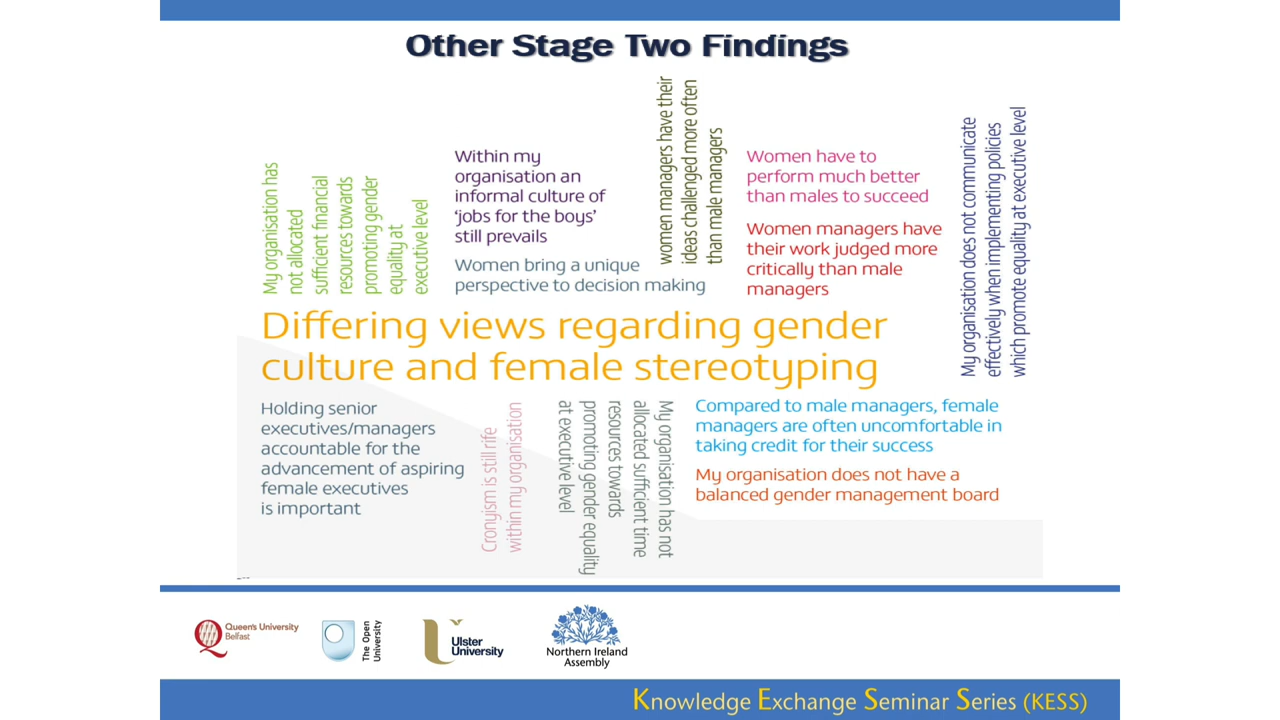 Other Stage Two Findings
My organisation has
not allocated
sufficient financial
resources towards
promoting gender
equality at
executive level
Within my
organisation an
informal culture of
‘jobs for the boys’
still prevails
Women bring a unique
perspective to decision making
women managers have their
ideas challenged more often
than male managers
Women have to
perform much better
than males to succeed
Women managers have
their work judged more
critically than male
managers
My organisation does not communicate
effectively when implementing policies
which promote equality at executive level
Differing views regarding gender
culture and female stereotyping
Holding senior
executives/managers
accountable for the
advancement of aspiring
female executives
is important
Cronyism is still rife
within my organisation
My organisation has not
allocated sufficient time
resources towards
promoting gender equality
at executive level
Compared to male managers, female
managers are often uncomfortable in
taking credit for their success
My organisation does not have a
balanced gender management board
Queen's University
Belfast
The Open
University
Ulster
University
Northern Ireland
Assembly
Knowledge Exchange Seminar Series (KESS)